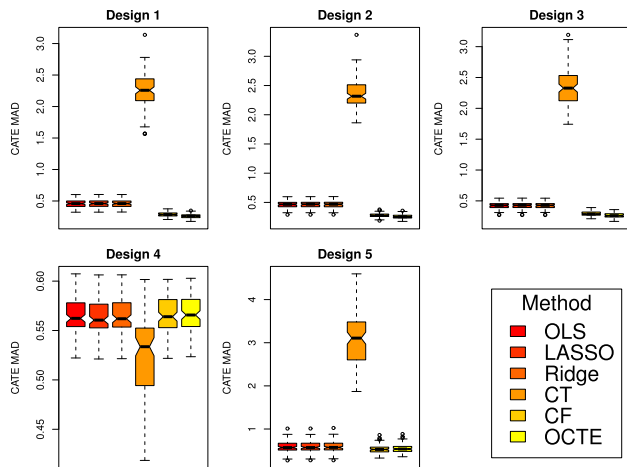 Design 1
Design 2
Design 3
CATE MAD
0.5
1.0
1.5
2.0
2.5
3.0
CATE MAD
0.5
1.0
1.5
2.0
2.5
3.0
CATE MAD
0.5
1.0
1.5
2.0
2.5
3.0
Design 4
Design 5
CATE MAD
0.45
0.50
0.55
0.60
CATE MAD
1
2
3
4
Method
OLS
LASSO
Ridge
CT
CF
OCTE